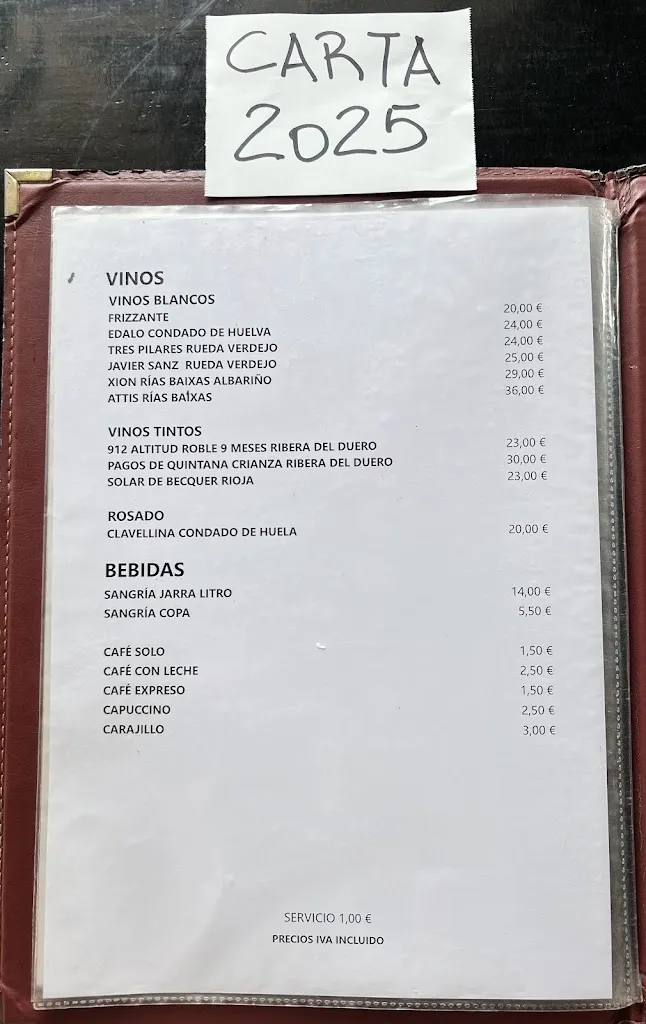 CARTA
2025
VINOS
VINOS BLANCOS
FRIZZANTE 20,00 €
EDALO CONDADO DE HUELVA 24,00 €
TRES PILARES RUEDA VERDEJO 24,00 €
JAVIER SANZ RUEDA VERDEJO 25,00 €
XION RÍAS BAIXAS ALBARIÑO 29,00 €
ATTIS RÍAS BAÍXAS 36,00 €
VINOS TINTOS
912 ALTITUD ROBLE 9 MESES RIBERA DEL DUERO 23,00 €
PAGOS DE QUINTANA CRIANZA RIBERA DEL DUERO 30,00 €
SOLAR DE BECQUER RIOJA 23,00 €
ROSADO
CLAVELLINA CONDADO DE HUELA 20,00 €
BEBIDAS
SANGRÍA JARRA LITRO 14,00 €
SANGRÍA COPA 5,50 €
CAFÉ SOLO 1,50 €
CAFÉ CON LECHE 2,50 €
CAFÉ EXPRESO 1,50 €
CAPUCCINO 2,50 €
CARAJILLO 3,00 €
SERVICIO 1,00 €
PRECIOS IVA INCLUIDO